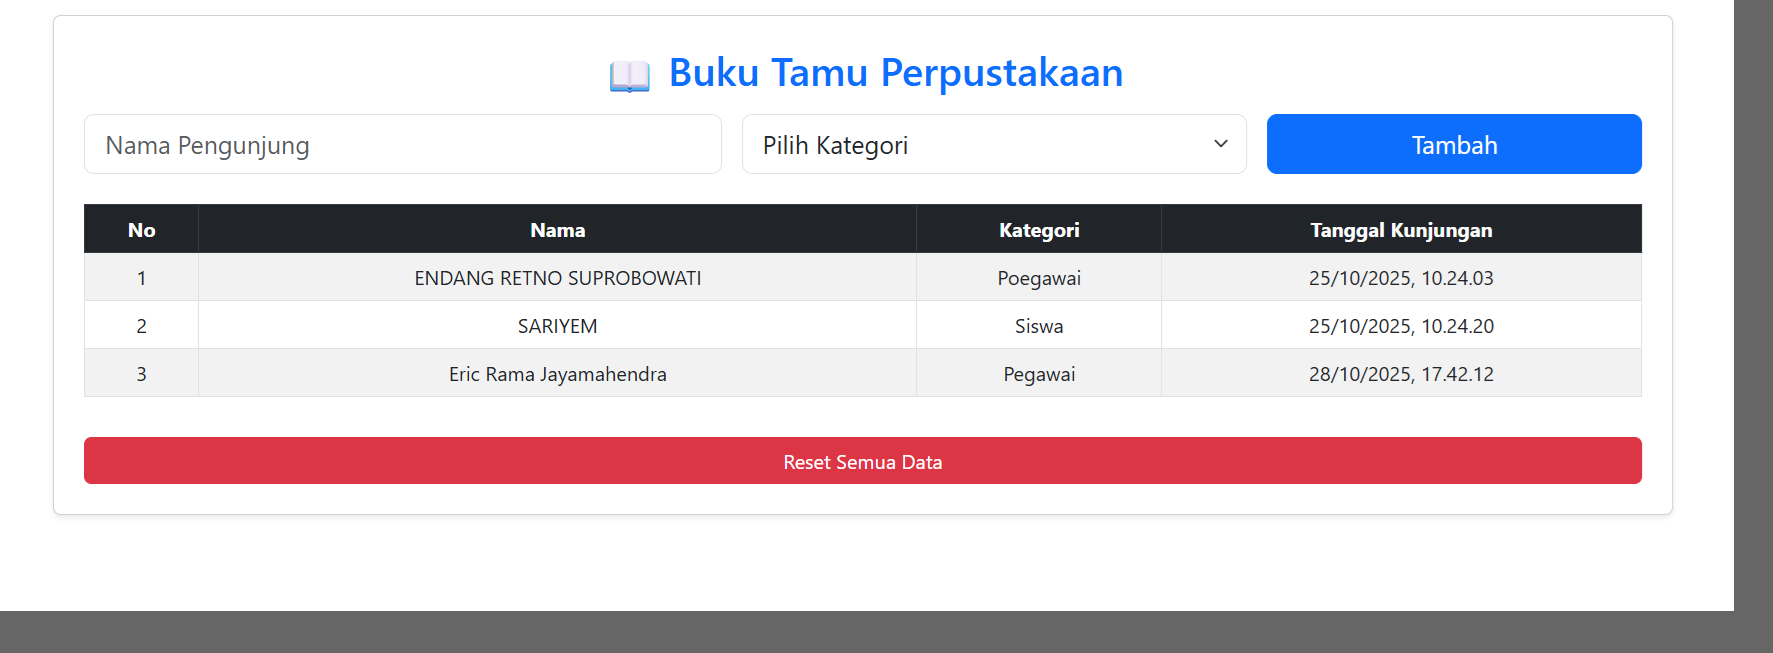 📖 Buku Tamu Perpustakaan
Nama Pengunjung Pilih Kategori Tambah
No Nama Kategori Tanggal Kunjungan
1 ENDANG RETNO SUPROBOWATI Poegawai 25/10/2025, 10.24.03
2 SARIYEM Siswa 25/10/2025, 10.24.20
3 Eric Rama Jayamahendra Pegawai 28/10/2025, 17.42.12
Reset Semua Data